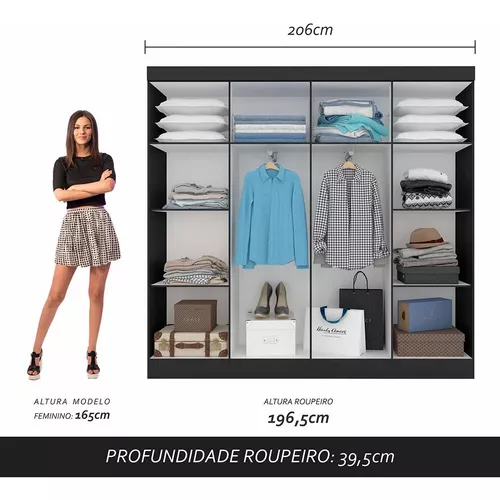 206cm
ALTURA MODELO
FEMININO: 165cm
ALTURA ROUPEIRO
196,5cm
PROFUNDIDADE ROUPEIRO: 39,5cm